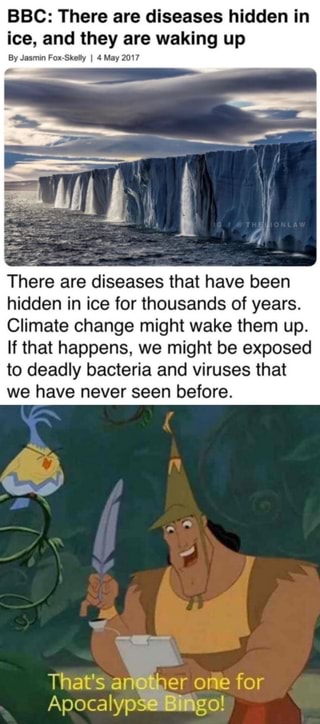 BBC: There are diseases hidden in
ice, and they are waking up
By Jasmin Fox-Skelly | 4 May 2017
There are diseases that have been
hidden in ice for thousands of years.
Climate change might wake them up.
If that happens, we might be exposed
to deadly bacteria and viruses that
we have never seen before.
That's another one for
Apocalypse Bingo!